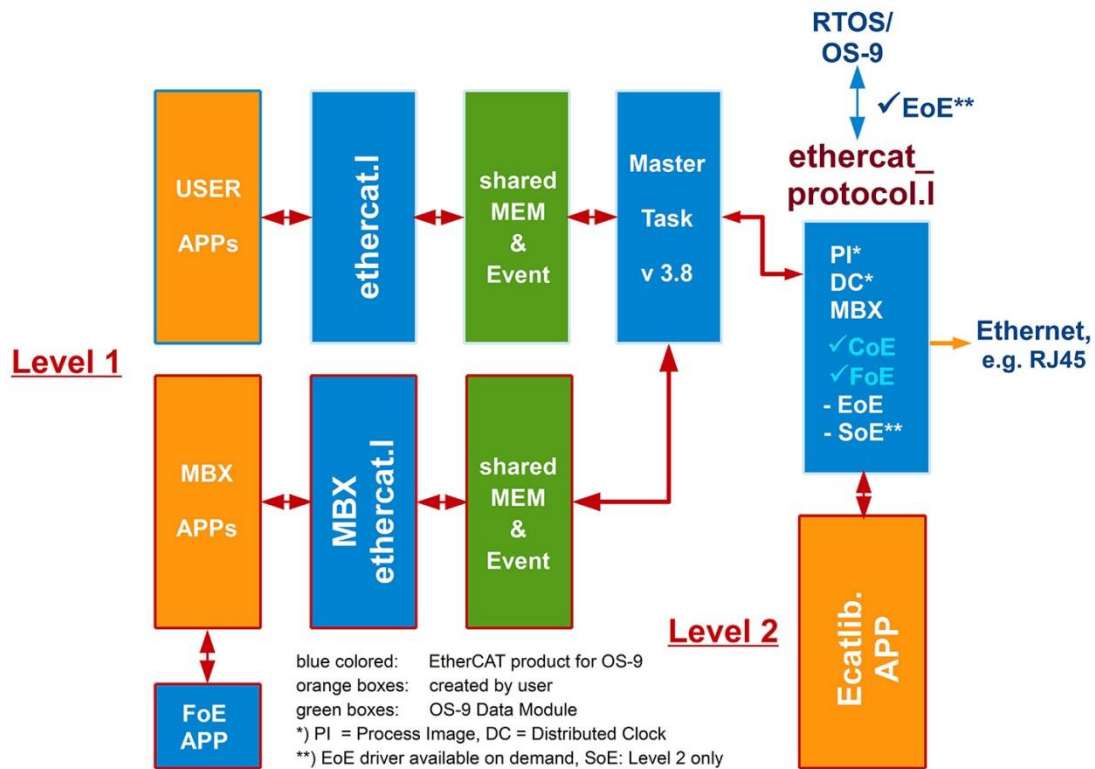 RTOS/
OS-9
✓EoE**
ethercat_
protocol.l
USER
APPs
ethercat.l
shared
MEM
&
Event
Master
Task
v 3.8
PI*
DC*
MBX
✓CoE
✓FoE
- EoE
- SoE**
Ethernet,
e.g. RJ45
Level 1
MBX
APPs
MBX
ethercat.l
shared
MEM
&
Event
Level 2
Ecatlib.
APP
FoE
APP
blue colored: EtherCAT product for OS-9
orange boxes: created by user
green boxes: OS-9 Data Module
*) PI = Process Image, DC = Distributed Clock
**) EoE driver available on demand, SoE: Level 2 only